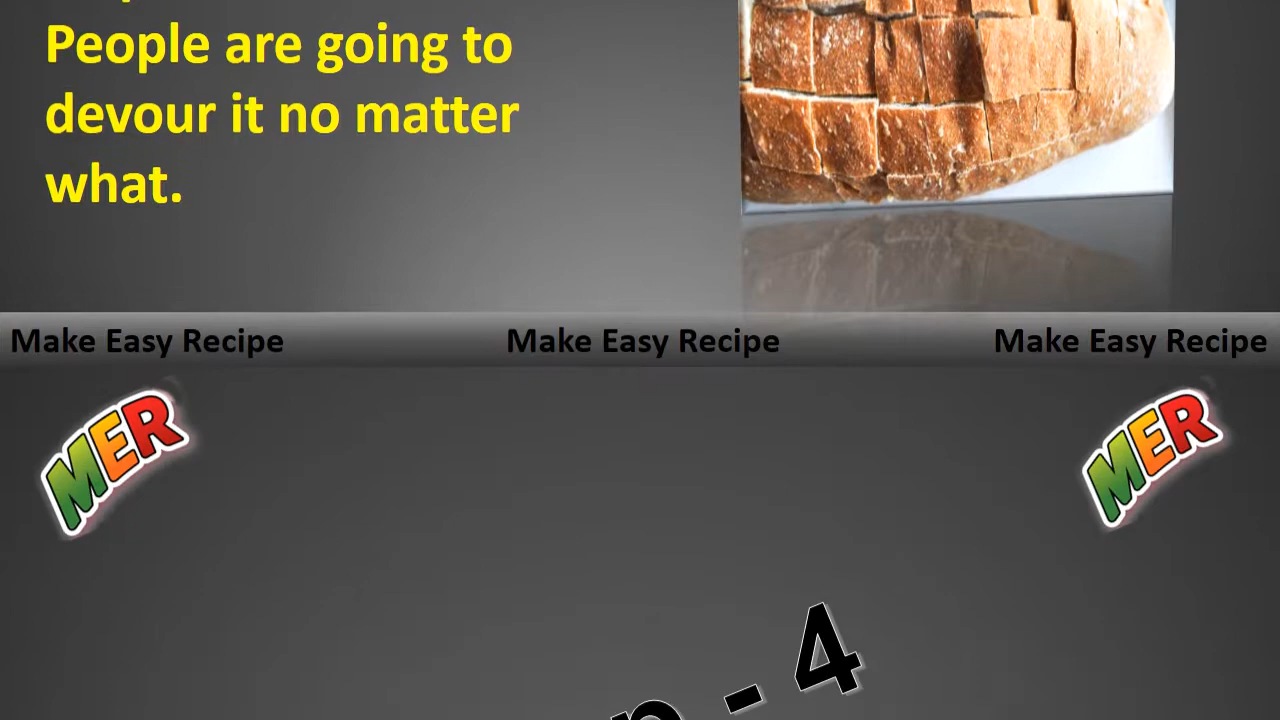 People are going to
devour it no matter
what.
Make Easy Recipe Make Easy Recipe Make Easy Recipe
MER MER
- 4